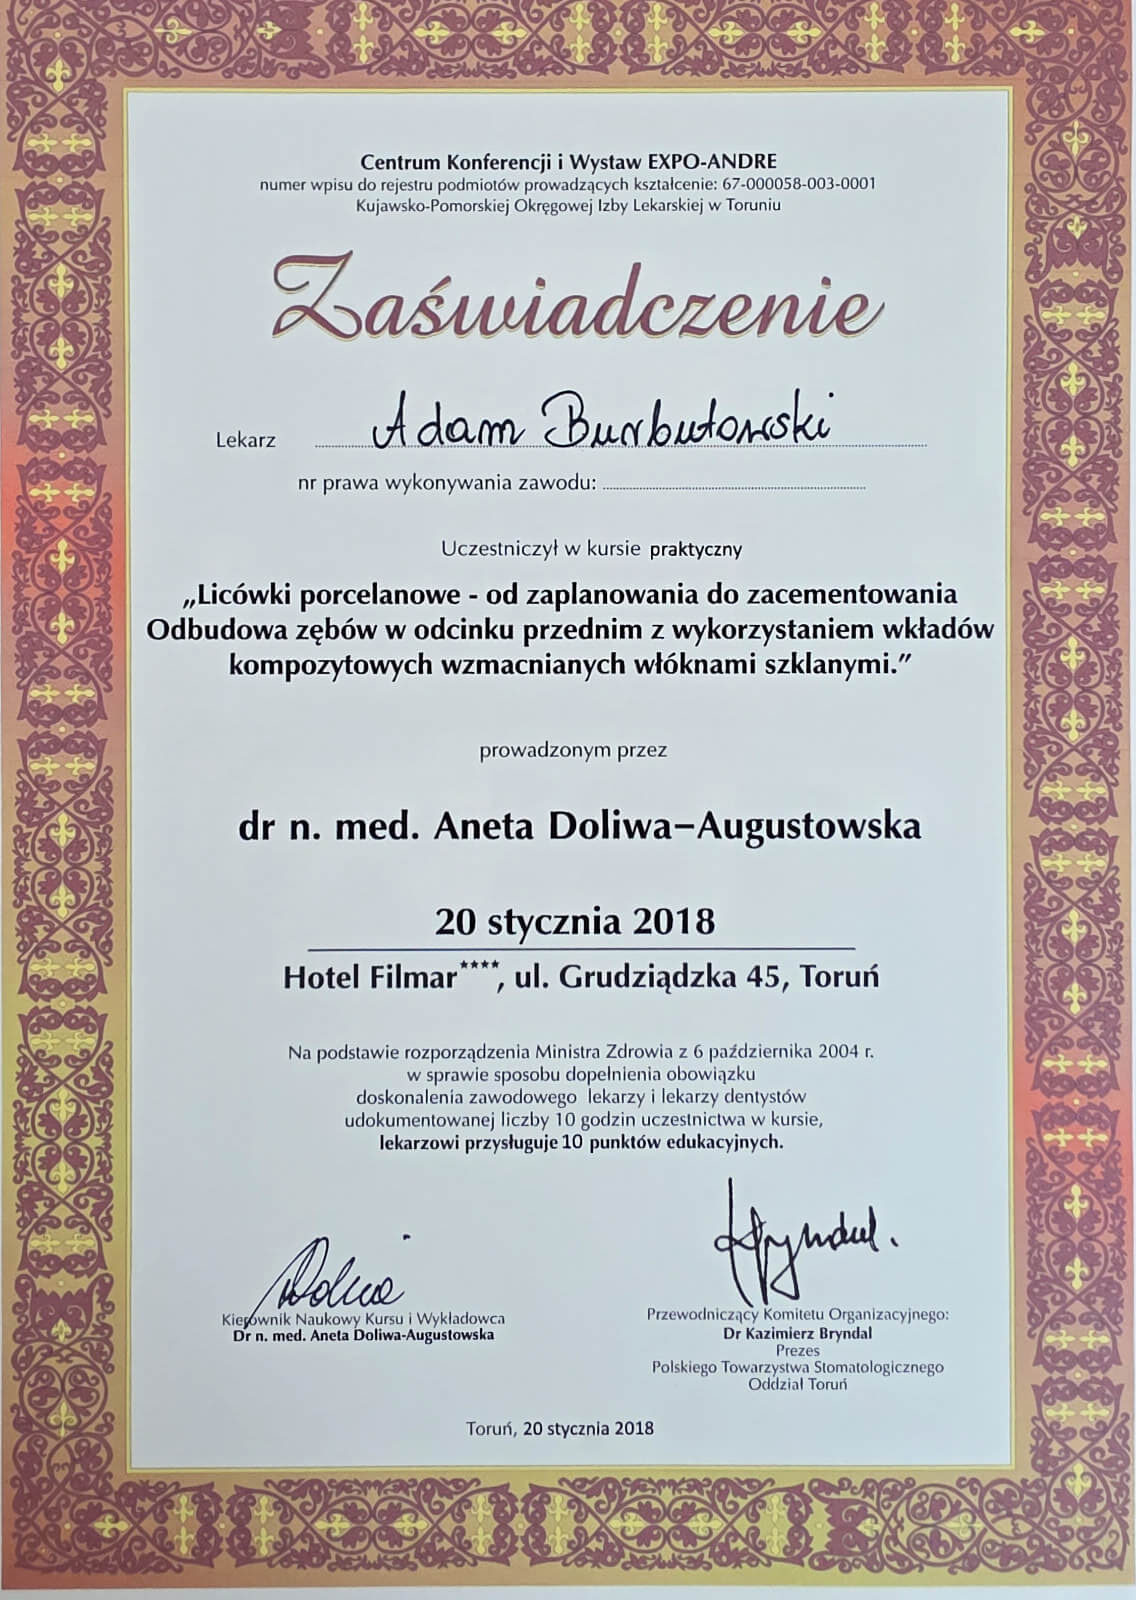 Centrum Konferencji i Wystaw EXPO-ANDRE
numer wpisu do rejestru podmiotów prowadzących kształcenie: 67-000058-003-0001
Kujawsko-Pomorskiej Okręgowej Izby Lekarskiej w Toruniu
Zaświadczenie
Lekarz Adam Burbutowski
nr prawa wykonywania zawodu:
Uczestniczył w kursie praktyczny
„Licówki porcelanowe - od zaplanowania do zacementowania
Odbudowa zębów w odcinku przednim z wykorzystaniem wkładów
kompozytowych wzmacnianych włóknami szklanymi.”
prowadzonym przez
dr n. med. Aneta Doliwa–Augustowska
20 stycznia 2018
Hotel Filmar****, ul. Grudziądzka 45, Toruń
Na podstawie rozporządzenia Ministra Zdrowia z 6 października 2004 r.
w sprawie sposobu dopełnienia obowiązku
doskonalenia zawodowego lekarzy i lekarzy dentystów
udokumentowanej liczby 10 godzin uczestnictwa w kursie,
lekarzowi przysługuje 10 punktów edukacyjnych.
Kierownik Naukowy Kursu i Wykładowca
Dr n. med. Aneta Doliwa-Augustowska
Przewodniczący Komitetu Organizacyjnego:
Dr Kazimierz Bryndal
Prezes
Polskiego Towarzystwa Stomatologicznego
Oddział Toruń
Toruń, 20 stycznia 2018